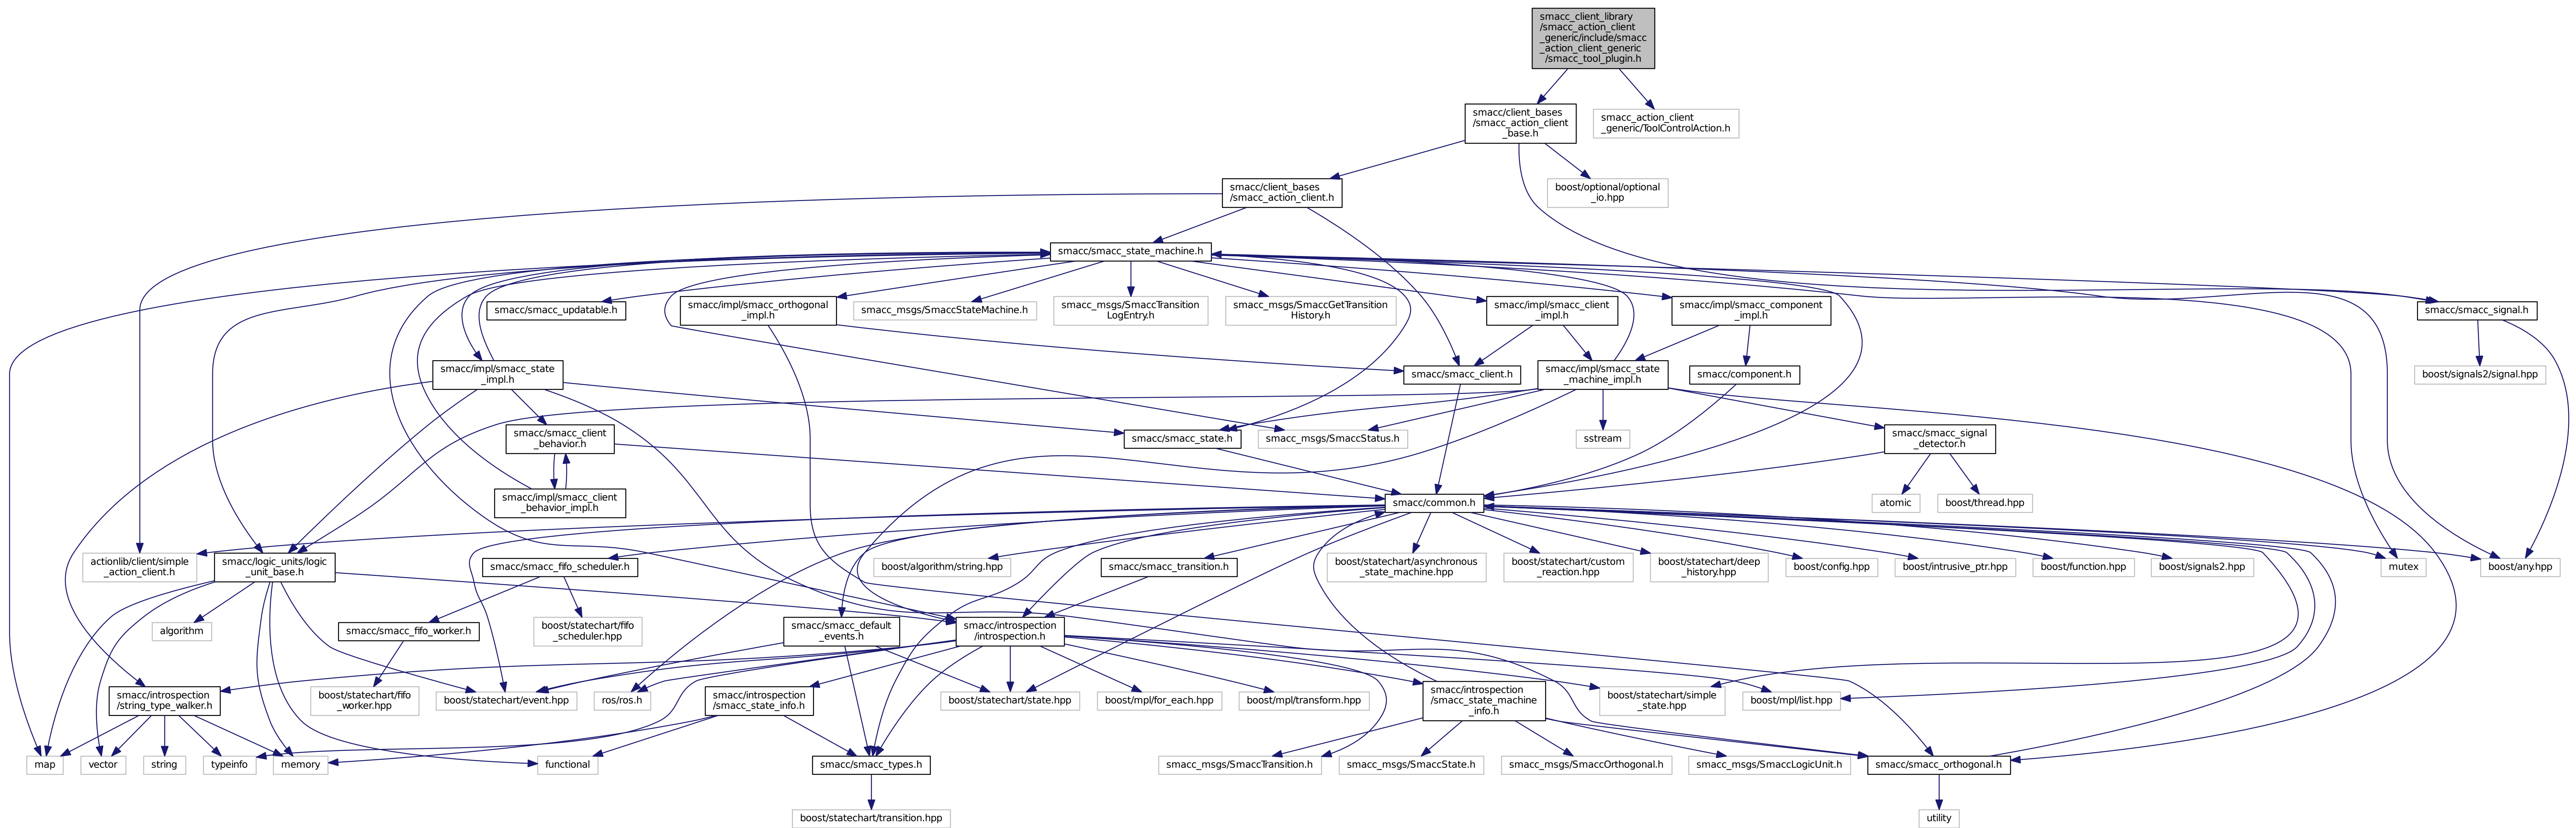 smacc_client_library
/smacc_action_client
_generic/include/smacc
_action_client_generic
/smacc_tool_plugin.h
smacc/client_bases
/smacc_action_client
_base.h
smacc_action_client
_generic/ToolControlAction.h
smacc/client_bases
/smacc_action_client.h
boost/optional/optional
_io.hpp
smacc/smacc_state_machine.h
smacc/smacc_updatable.h
smacc/impl/smacc_orthogonal
_impl.h
smacc_msgs/SmaccStateMachine.h
smacc_msgs/SmaccTransition
LogEntry.h
smacc_msgs/SmaccGetTransition
History.h
smacc/impl/smacc_client
_impl.h
smacc/impl/smacc_component
_impl.h
smacc/smacc_signal.h
smacc/impl/smacc_state
_impl.h
smacc/smacc_client.h
smacc/impl/smacc_state
_machine_impl.h
smacc/component.h
boost/signals2/signal.hpp
smacc/smacc_client
_behavior.h
smacc/smacc_state.h
smacc_msgs/SmaccStatus.h
sstream
smacc/smacc_signal
_detector.h
smacc/impl/smacc_client
_behavior_impl.h
smacc/common.h
atomic
boost/thread.hpp
actionlib/client/simple
_action_client.h
smacc/logic_units/logic
_unit_base.h
smacc/smacc_fifo_scheduler.h
boost/algorithm/string.hpp
smacc/smacc_transition.h
boost/statechart/asynchronous
_state_machine.hpp
boost/statechart/custom
_reaction.hpp
boost/statechart/deep
_history.hpp
boost/config.hpp
boost/intrusive_ptr.hpp
boost/function.hpp
boost/signals2.hpp
mutex
boost/any.hpp
algorithm
smacc/smacc_fifo_worker.h
boost/statechart/fifo
_scheduler.hpp
smacc/smacc_default
_events.h
smacc/introspection
/introspection.h
smacc/introspection
/string_type_walker.h
boost/statechart/fifo
_worker.hpp
boost/statechart/event.hpp
ros/ros.h
smacc/introspection
/smacc_state_info.h
boost/statechart/state.hpp
boost/mpl/for_each.hpp
boost/mpl/transform.hpp
smacc/introspection
/smacc_state_machine
_info.h
boost/statechart/simple
_state.hpp
boost/mpl/list.hpp
map
vector
string
typeinfo
memory
functional
smacc/smacc_types.h
smacc_msgs/SmaccTransition.h
smacc_msgs/SmaccState.h
smacc_msgs/SmaccOrthogonal.h
smacc_msgs/SmaccLogicUnit.h
smacc/smacc_orthogonal.h
boost/statechart/transition.hpp
utility